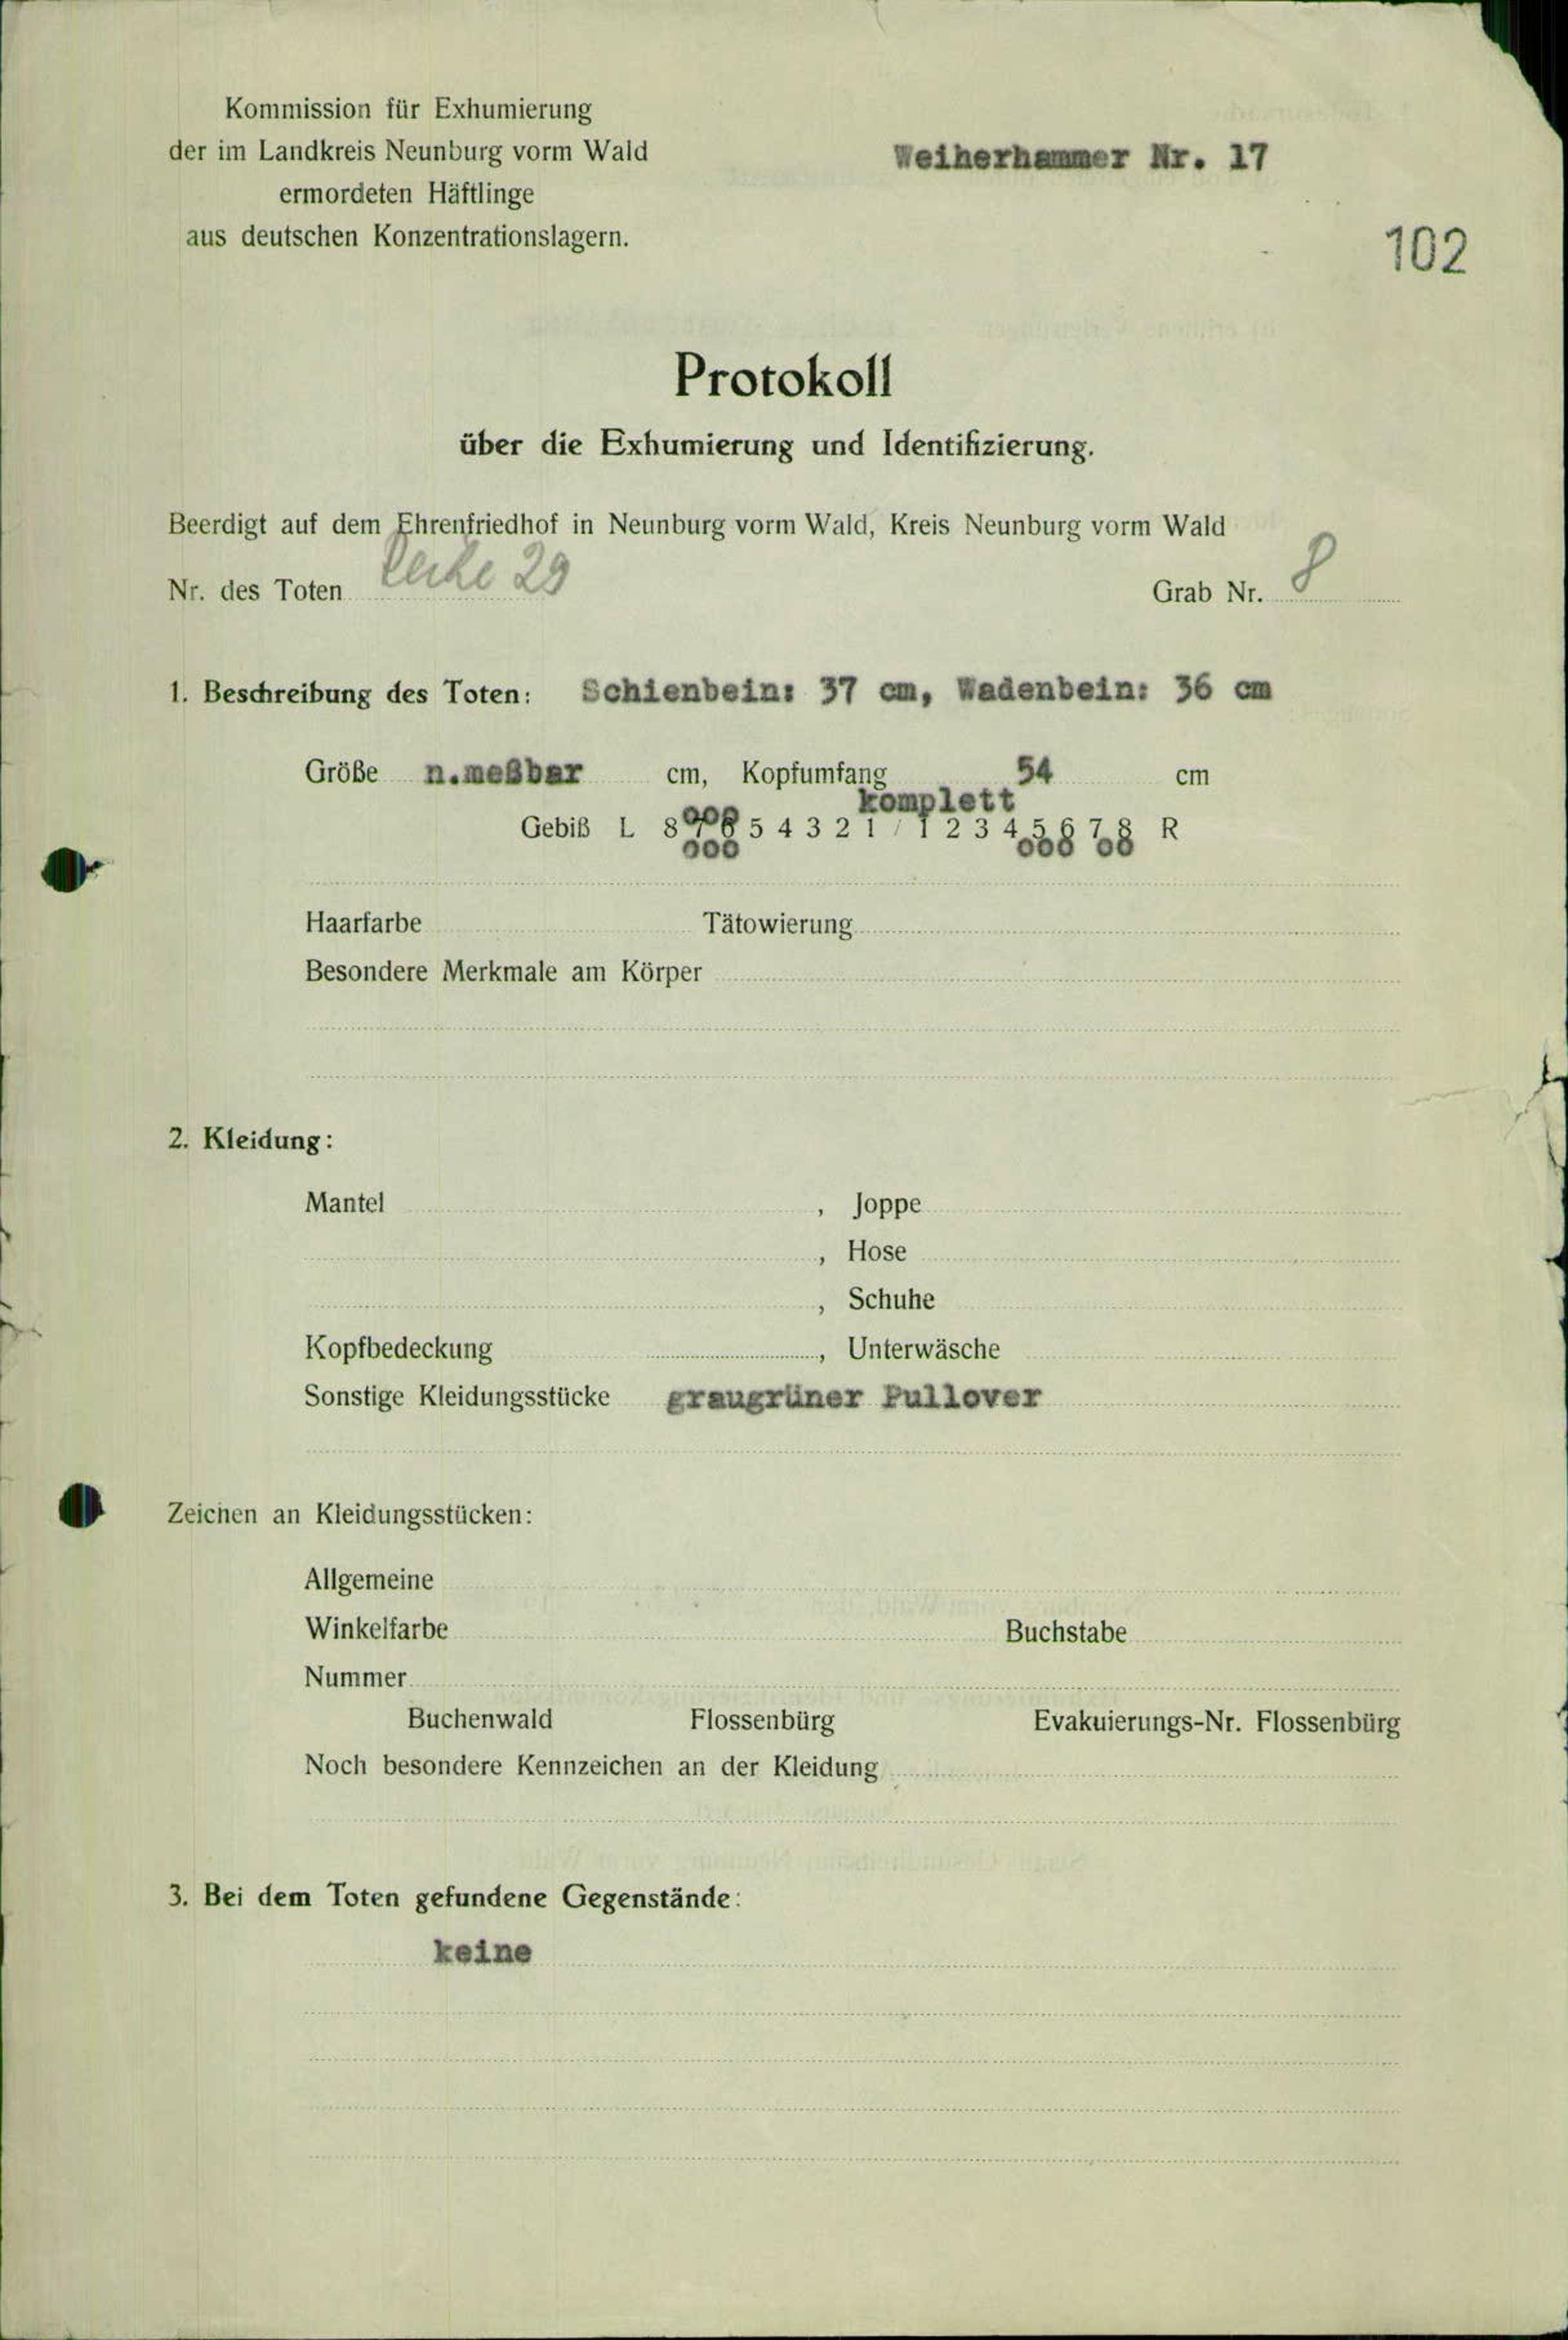 Kommission für Exhumierung
der im Landkreis Neunburg vorm Wald
ermordeten Häftlinge
aus deutschen Konzentrationslagern.
Weiherhammer Nr. 17
102
Protokoll
über die Exhumierung und Identifizierung.
Beerdigt auf dem Ehrenfriedhof in Neunburg vorm Wald, Kreis Neunburg vorm Wald
Nr. des Toten Reihe 29 Grab Nr. 8
1. Beschreibung des Toten: Schienbein: 37 cm, Wadenbein: 36 cm
Größe n.meßbar cm, Kopfumfang 54 cm
komplett
ooo
Gebiß L 8 7 6 5 4 3 2 1 / 1 2 3 4 5 6 7 8 R
ooo ooo oo
Haarfarbe Tätowierung
Besondere Merkmale am Körper
2. Kleidung:
Mantel , Joppe
, Hose
, Schuhe
Kopfbedeckung , Unterwäsche
Sonstige Kleidungsstücke graugrüner Pullover
Zeichen an Kleidungsstücken:
Allgemeine
Winkelfarbe Buchstabe
Nummer
Buchenwald Flossenbürg Evakuierungs-Nr. Flossenbürg
Noch besondere Kennzeichen an der Kleidung
3. Bei dem Toten gefundene Gegenstände:
keine